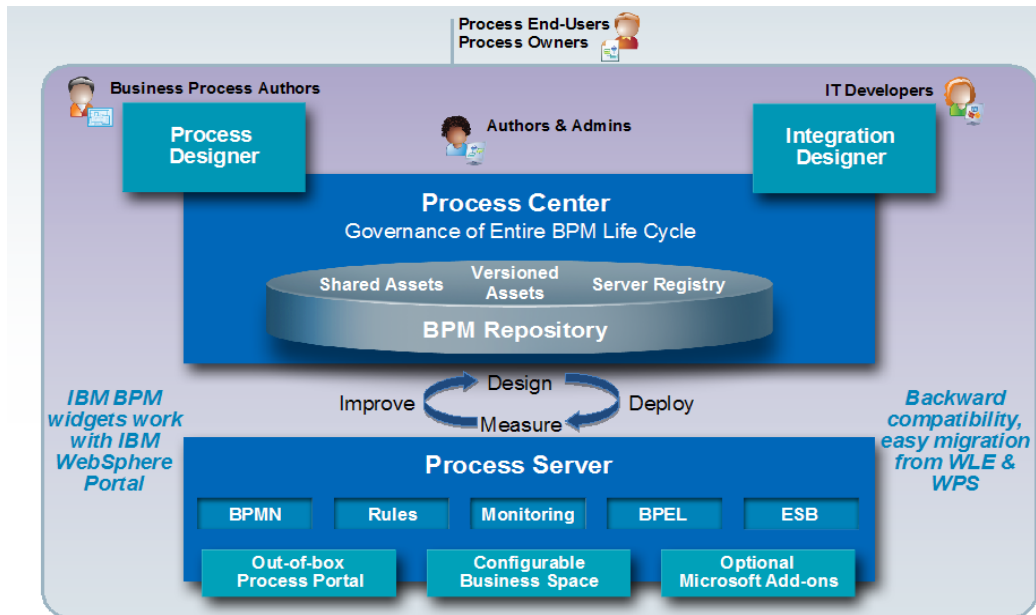 Process End-Users
Process Owners
Business Process Authors
IT Developers
Process
Designer
Authors & Admins
Integration
Designer
Process Center
Governance of Entire BPM Life Cycle
Shared Assets
Versioned
Assets
Server Registry
BPM Repository
Design
Improve
Deploy
Measure
IBM BPM
widgets work
with IBM
WebSphere
Portal
Backward
compatibility,
easy migration
from WLE &
WPS
Process Server
BPMN
Rules
Monitoring
BPEL
ESB
Out-of-box
Process Portal
Configurable
Business Space
Optional
Microsoft Add-ons